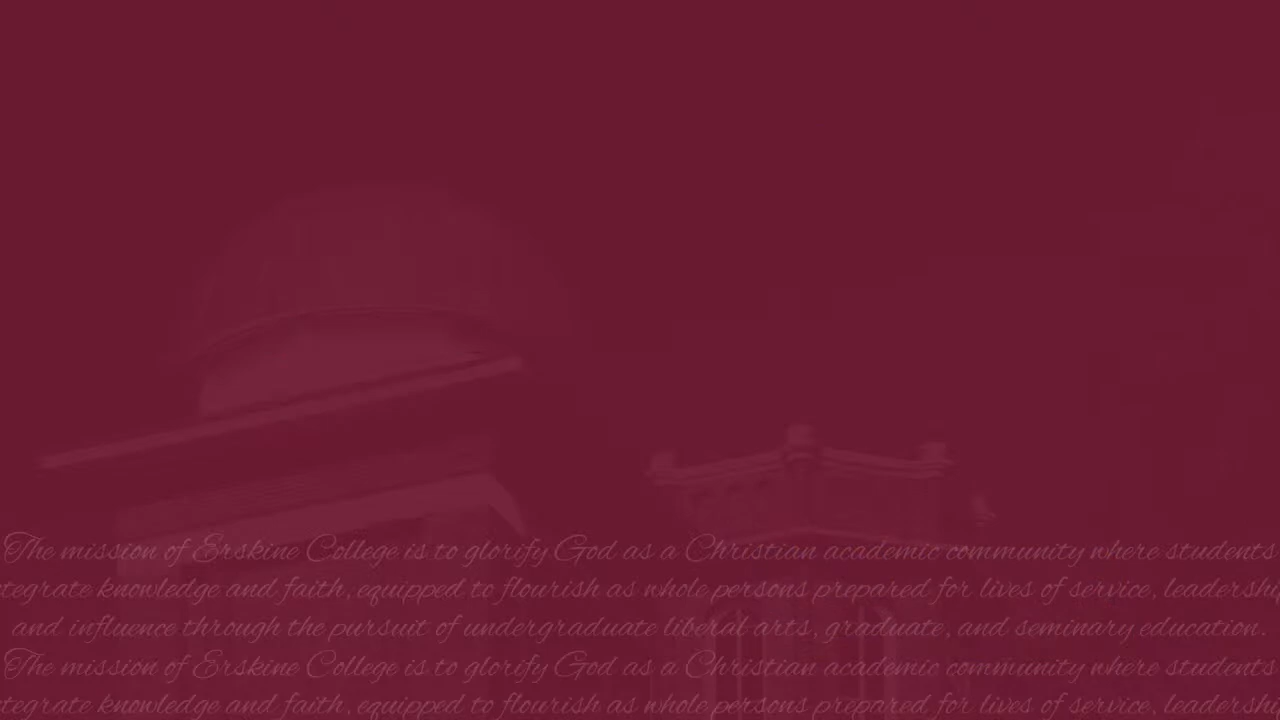 The mission of Erskine College is to glorify God as a Christian academic community where students
tegrate knowledge and faith, equipped to flourish as whole persons prepared for lives of service, leadershi
and influence through the pursuit of undergraduate liberal arts, graduate, and seminary education.
The mission of Erskine College is to glorify God as a Christian academic community where students
tegrate knowledge and faith, equipped to flourish as whole persons prepared for lives of service, leadershi